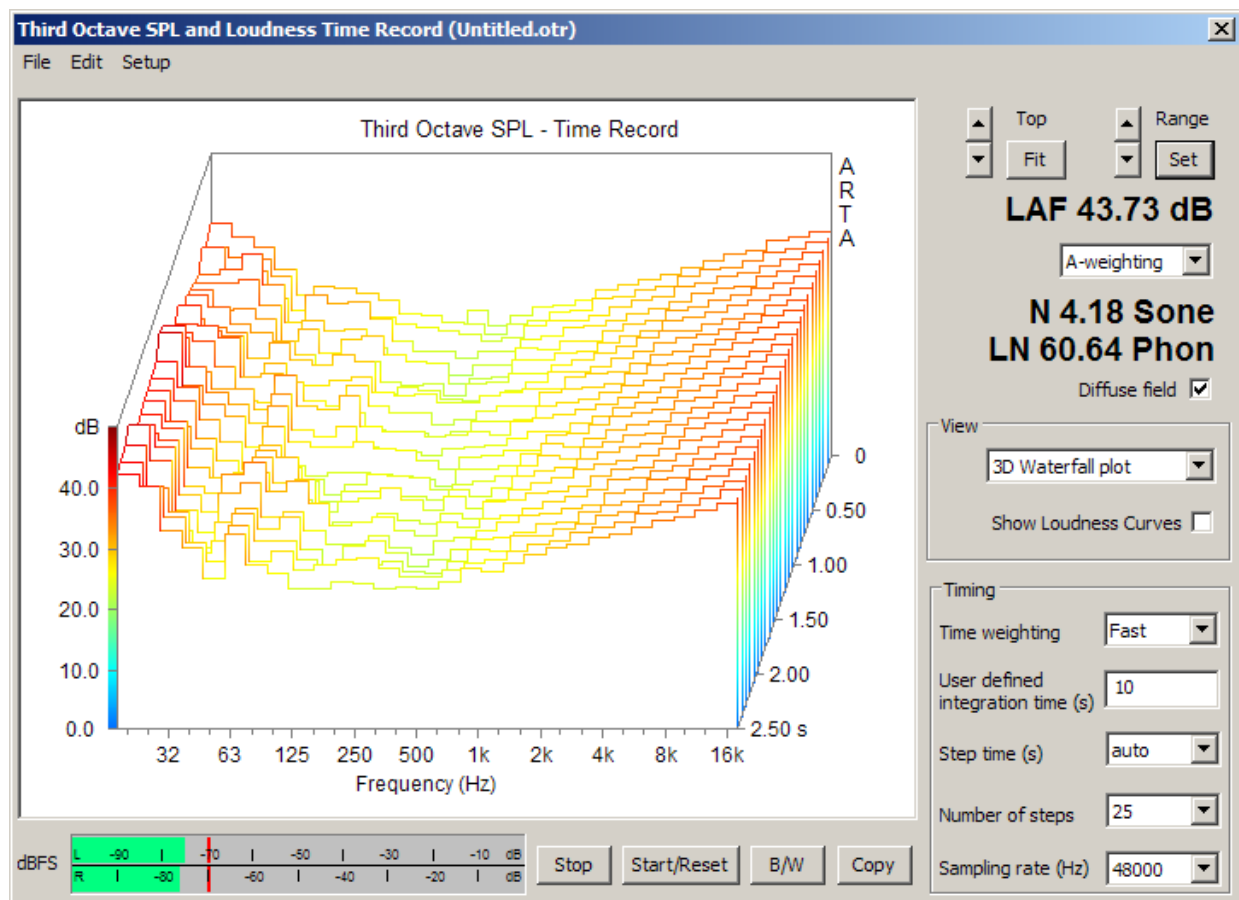 Third Octave SPL and Loudness Time Record (Untitled.otr)
File Edit Setup
Third Octave SPL - Time Record
A
R
T
A
dB
40.0
30.0
20.0
10.0
0.0
32 63 125 250 500 1k 2k 4k 8k 16k
Frequency (Hz)
0
0.50
1.00
1.50
2.00
2.50 s
Top Range
Fit Set
LAF 43.73 dB
A-weighting
N 4.18 Sone
LN 60.64 Phon
Diffuse field
View
3D Waterfall plot
Show Loudness Curves
Timing
Time weighting Fast
User defined
integration time (s) 10
Step time (s) auto
Number of steps 25
Sampling rate (Hz) 48000
dBFS
L -90 -70 -50 -30 -10 dB
R -80 -60 -40 -20 dB
Stop Start/Reset B/W Copy